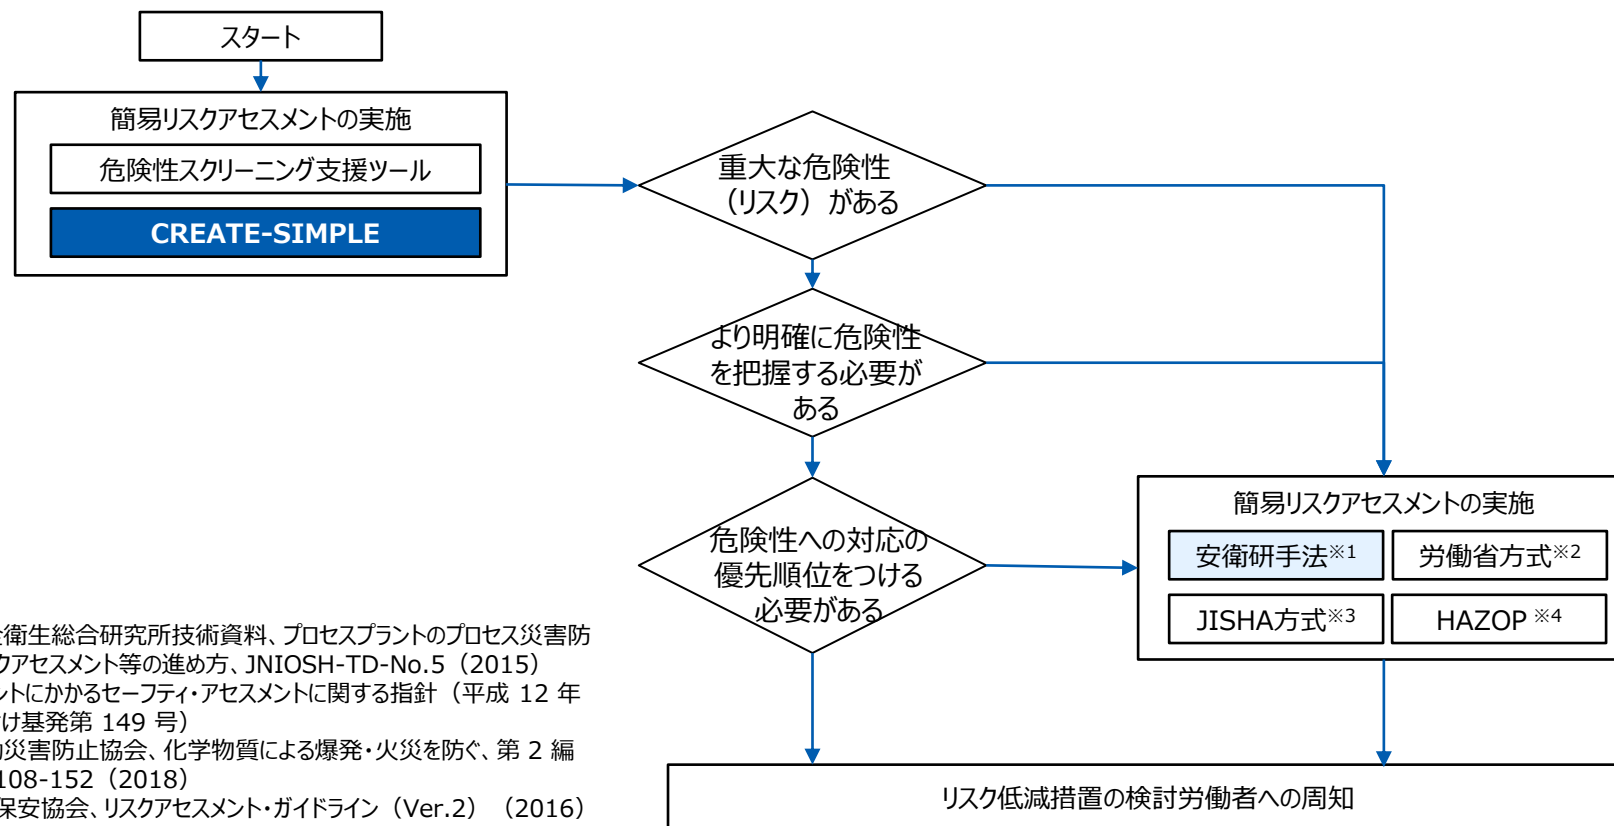 スタート
簡易リスクアセスメントの実施
危険性スクリーニング支援ツール
CREATE-SIMPLE
重大な危険性
（リスク）がある
より明確に危険性
を把握する必要が
ある
危険性への対応の
優先順位をつける
必要がある
簡易リスクアセスメントの実施
安衛研手法※1
労働省方式※2
JISHA方式※3
HAZOP ※4
リスク低減措置の検討労働者への周知
衛生総合研究所技術資料、プロセスプラントのプロセス災害防
クアセスメント等の進め方、JNIOSH-TD-No.5（2015）
ントにかかるセーフティ・アセスメントに関する指針（平成 12 年
け基発第 149 号）
災害防止協会、化学物質による爆発・火災を防ぐ、第 2 編
108-152（2018）
保安協会、リスクアセスメント・ガイドライン（Ver.2）（2016）